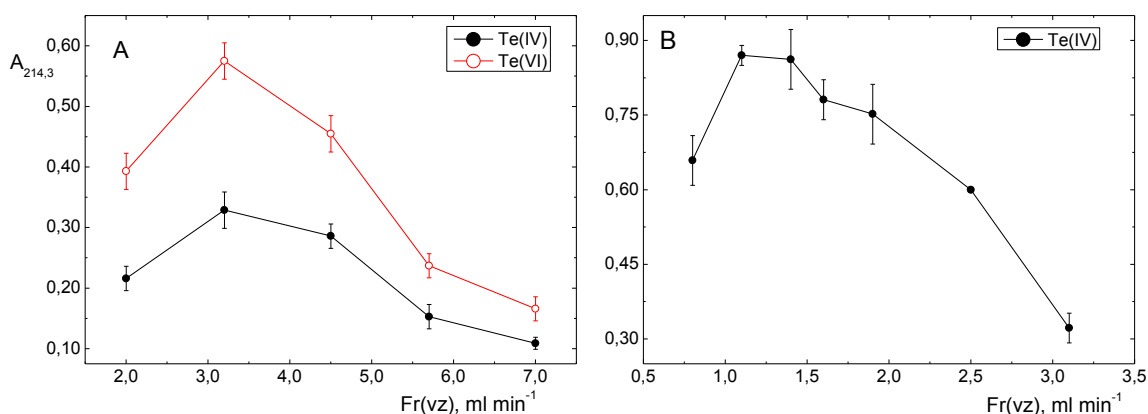 A
Te(IV)
Te(VI)
A214,3
0,60
0,50
0,40
0,30
0,20
0,10
2,0 3,0 4,0 5,0 6,0 7,0
Fr(vz), ml min-1
B
Te(IV)
0,90
0,75
0,60
0,45
0,30
0,5 1,0 1,5 2,0 2,5 3,0 3,5
Fr(vz), ml min-1